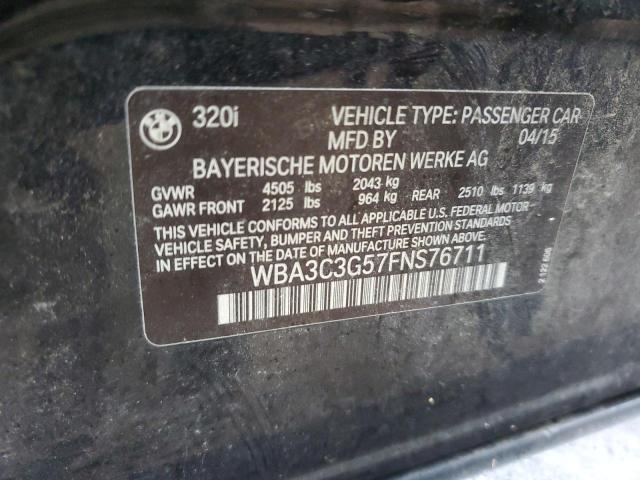 BMW 320i VEHICLE TYPE: PASSENGER CAR
MFD BY 04/15
BAYERISCHE MOTOREN WERKE AG
GVWR 4505 lbs 2043 kg
GAWR FRONT 2125 lbs 964 kg REAR 2510 lbs 1139 kg
THIS VEHICLE CONFORMS TO ALL APPLICABLE U.S. FEDERAL MOTOR
VEHICLE SAFETY, BUMPER AND THEFT PREVENTION STANDARDS
IN EFFECT ON THE DATE OF MANUFACTURE SHOWN ABOVE.
WBA3C3G57FNS76711